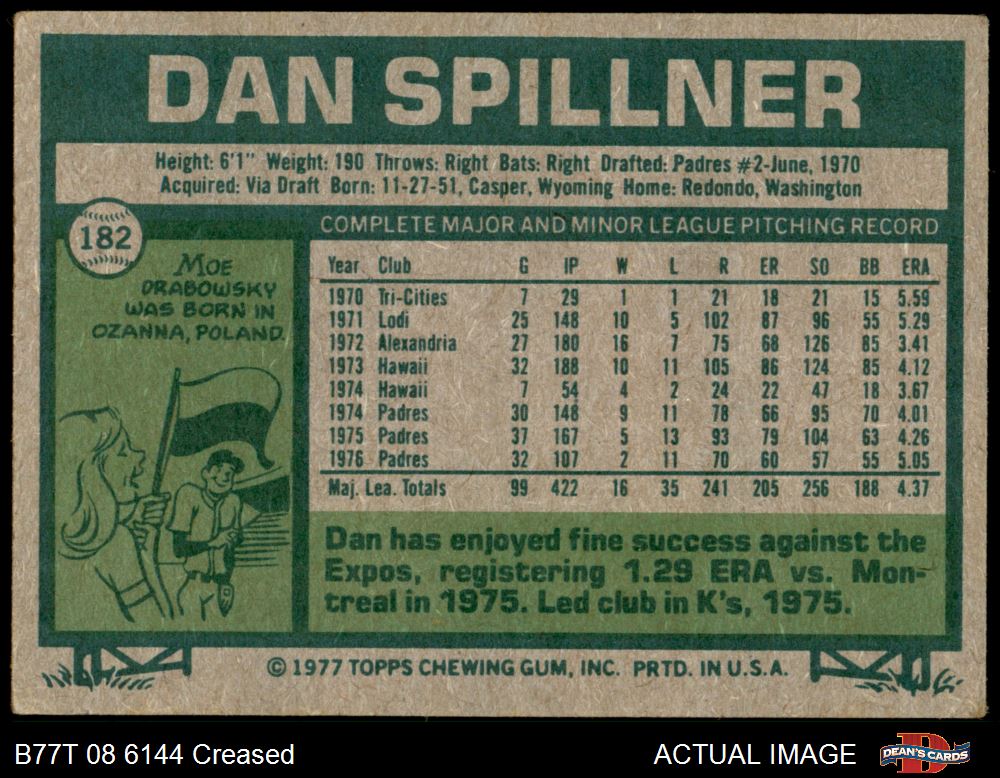 DAN SPILLNER
Height: 6'1" Weight: 190 Throws: Right Bats: Right Drafted: Padres #2-June, 1970
Acquired: Via Draft Born: 11-27-51, Casper, Wyoming Home: Redondo, Washington
182
MOE
DRABOWSKY
WAS BORN IN
OZANNA, POLAND.
COMPLETE MAJOR AND MINOR LEAGUE PITCHING RECORD
Year Club G IP W L R ER SO BB ERA
1970 Tri-Cities 7 29 1 1 21 18 21 15 5.59
1971 Lodi 25 148 10 5 102 87 96 55 5.29
1972 Alexandria 27 180 16 7 75 68 126 85 3.41
1973 Hawaii 32 188 10 11 105 86 124 85 4.12
1974 Hawaii 7 54 4 2 24 22 47 18 3.67
1974 Padres 30 148 9 11 78 66 95 70 4.01
1975 Padres 37 167 5 13 93 79 104 63 4.26
1976 Padres 32 107 2 11 70 60 57 55 5.05
Maj. Lea. Totals 99 422 16 35 241 205 256 188 4.37
Dan has enjoyed fine success against the
Expos, registering 1.29 ERA vs. Mon-
treal in 1975. Led club in K's, 1975.
© 1977 TOPPS CHEWING GUM, INC. PRTD. IN U.S.A.
B77T 08 6144 Creased
ACTUAL IMAGE
DEAN'S CARDS